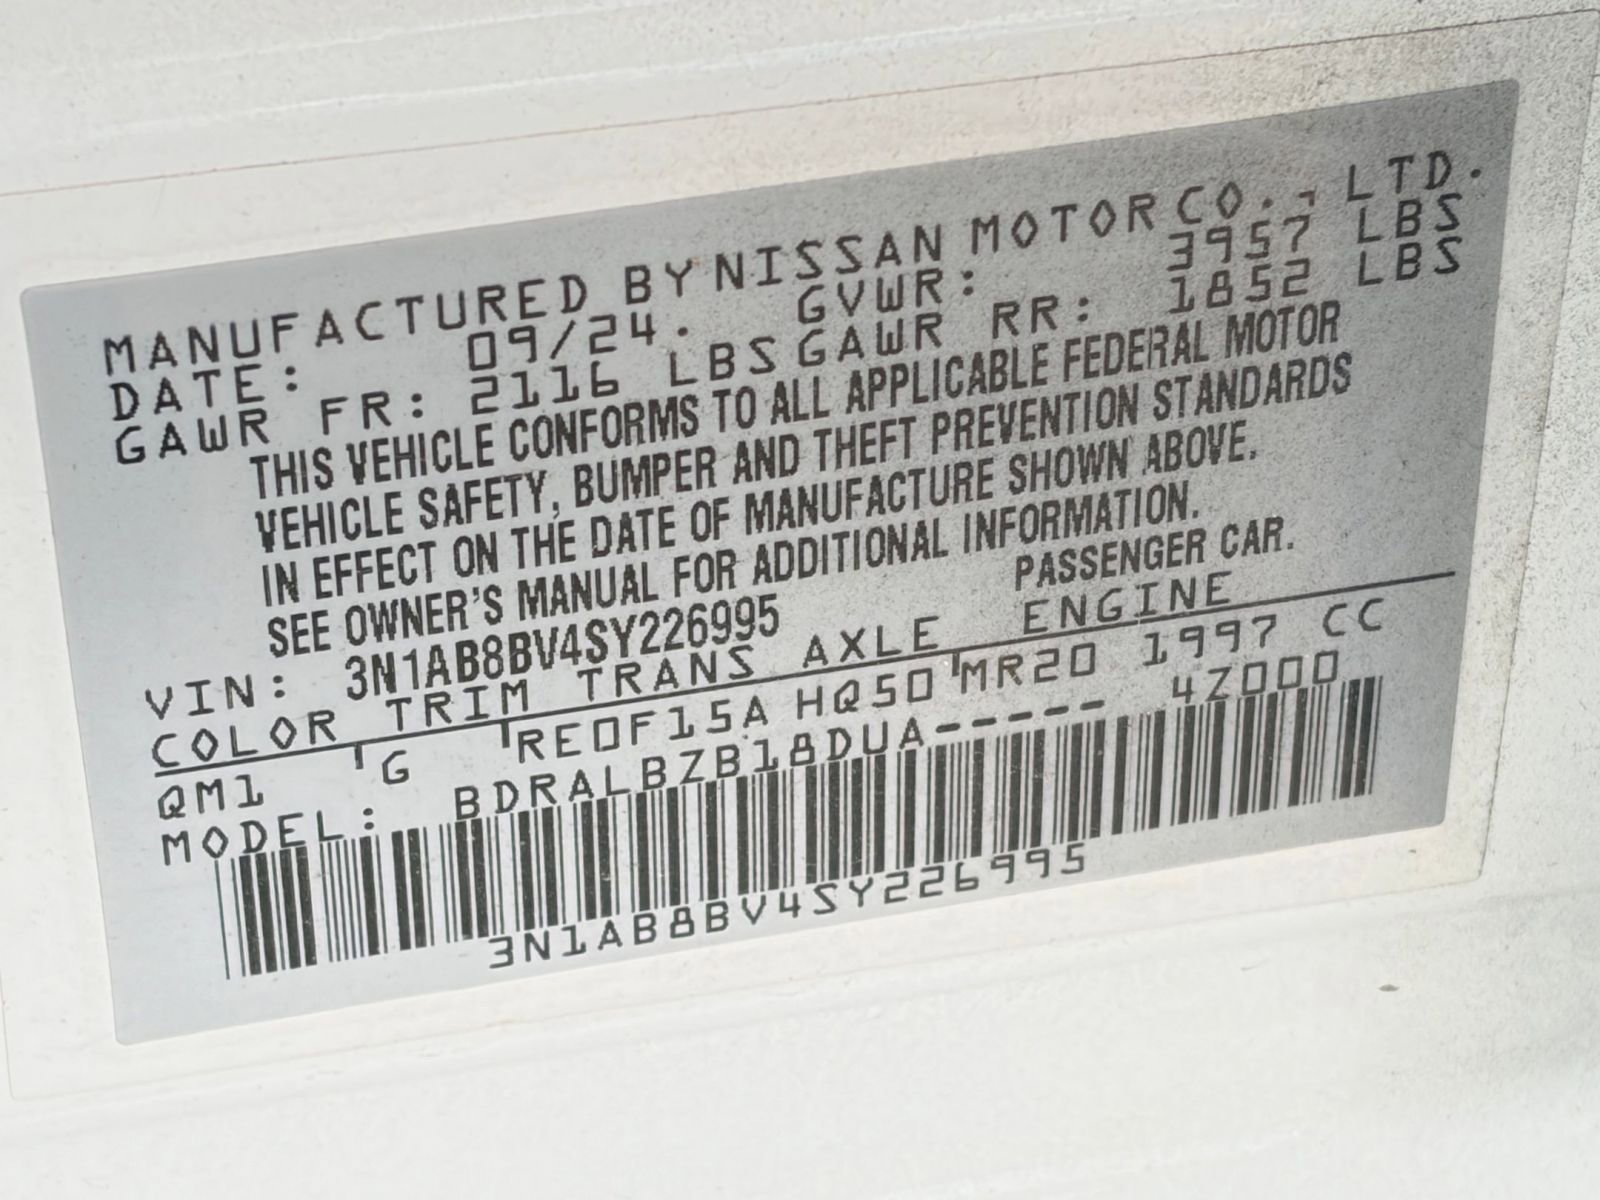 MANUFACTURED BY NISSAN MOTOR CO., LTD.
DATE: 09/24. GVWR: 3957 LBS
GAWR FR: 2116 LBS GAWR RR: 1852 LBS
THIS VEHICLE CONFORMS TO ALL APPLICABLE FEDERAL MOTOR
VEHICLE SAFETY, BUMPER AND THEFT PREVENTION STANDARDS
IN EFFECT ON THE DATE OF MANUFACTURE SHOWN ABOVE.
SEE OWNER'S MANUAL FOR ADDITIONAL INFORMATION.
VIN: 3N1AB8BV4SY226995 PASSENGER CAR.
COLOR TRIM TRANS AXLE ENGINE
QM1 G RE0F15A HQ50 MR20 1997 CC
MODEL: BDRALBZB18DUA----- 4Z000
3N1AB8BV4SY226995